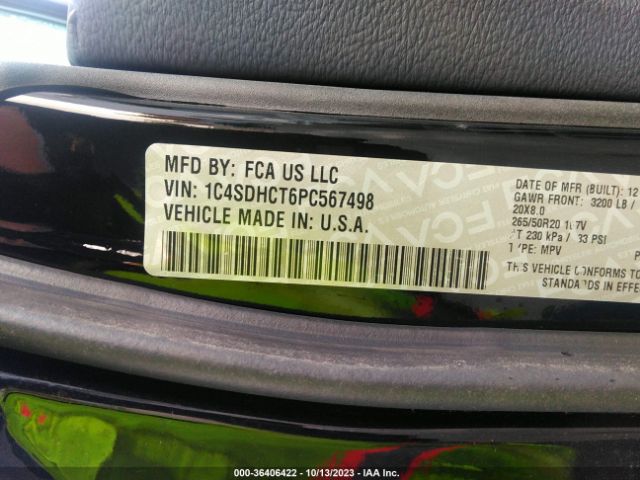 MFD BY: FCA US LLC
VIN: 1C4SDHCT6PC567498
VEHICLE MADE IN: U.S.A.
DATE OF MFR (BUILT): 12
GAWR FRONT: 3200 LB /
20X8.0
265/50R20 107V
AT 230 kPa / 33 PSI
TYPE: MPV P
THIS VEHICLE CONFORMS TO
STANDARDS IN EFFE
000-36406422 - 10/13/2023 - IAA Inc.